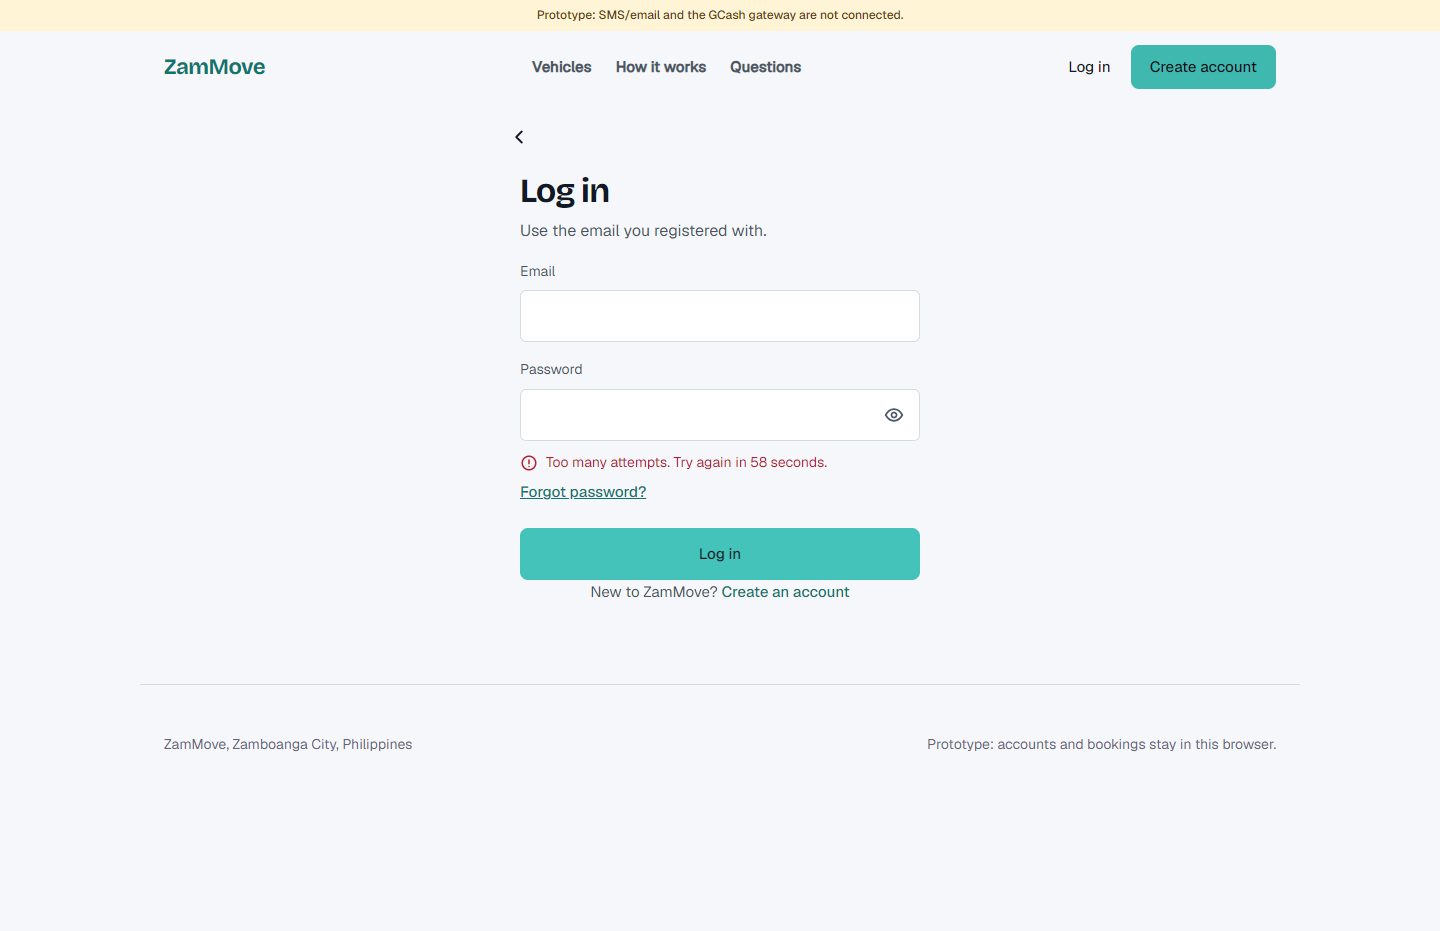 Prototype: SMS/email and the GCash gateway are not connected.
ZamMove
Vehicles
How it works
Questions
Log in
Create account
Log in
Use the email you registered with.
Email
Password
Too many attempts. Try again in 58 seconds.
Forgot password?
Log in
New to ZamMove? Create an account
ZamMove, Zamboanga City, Philippines
Prototype: accounts and bookings stay in this browser.